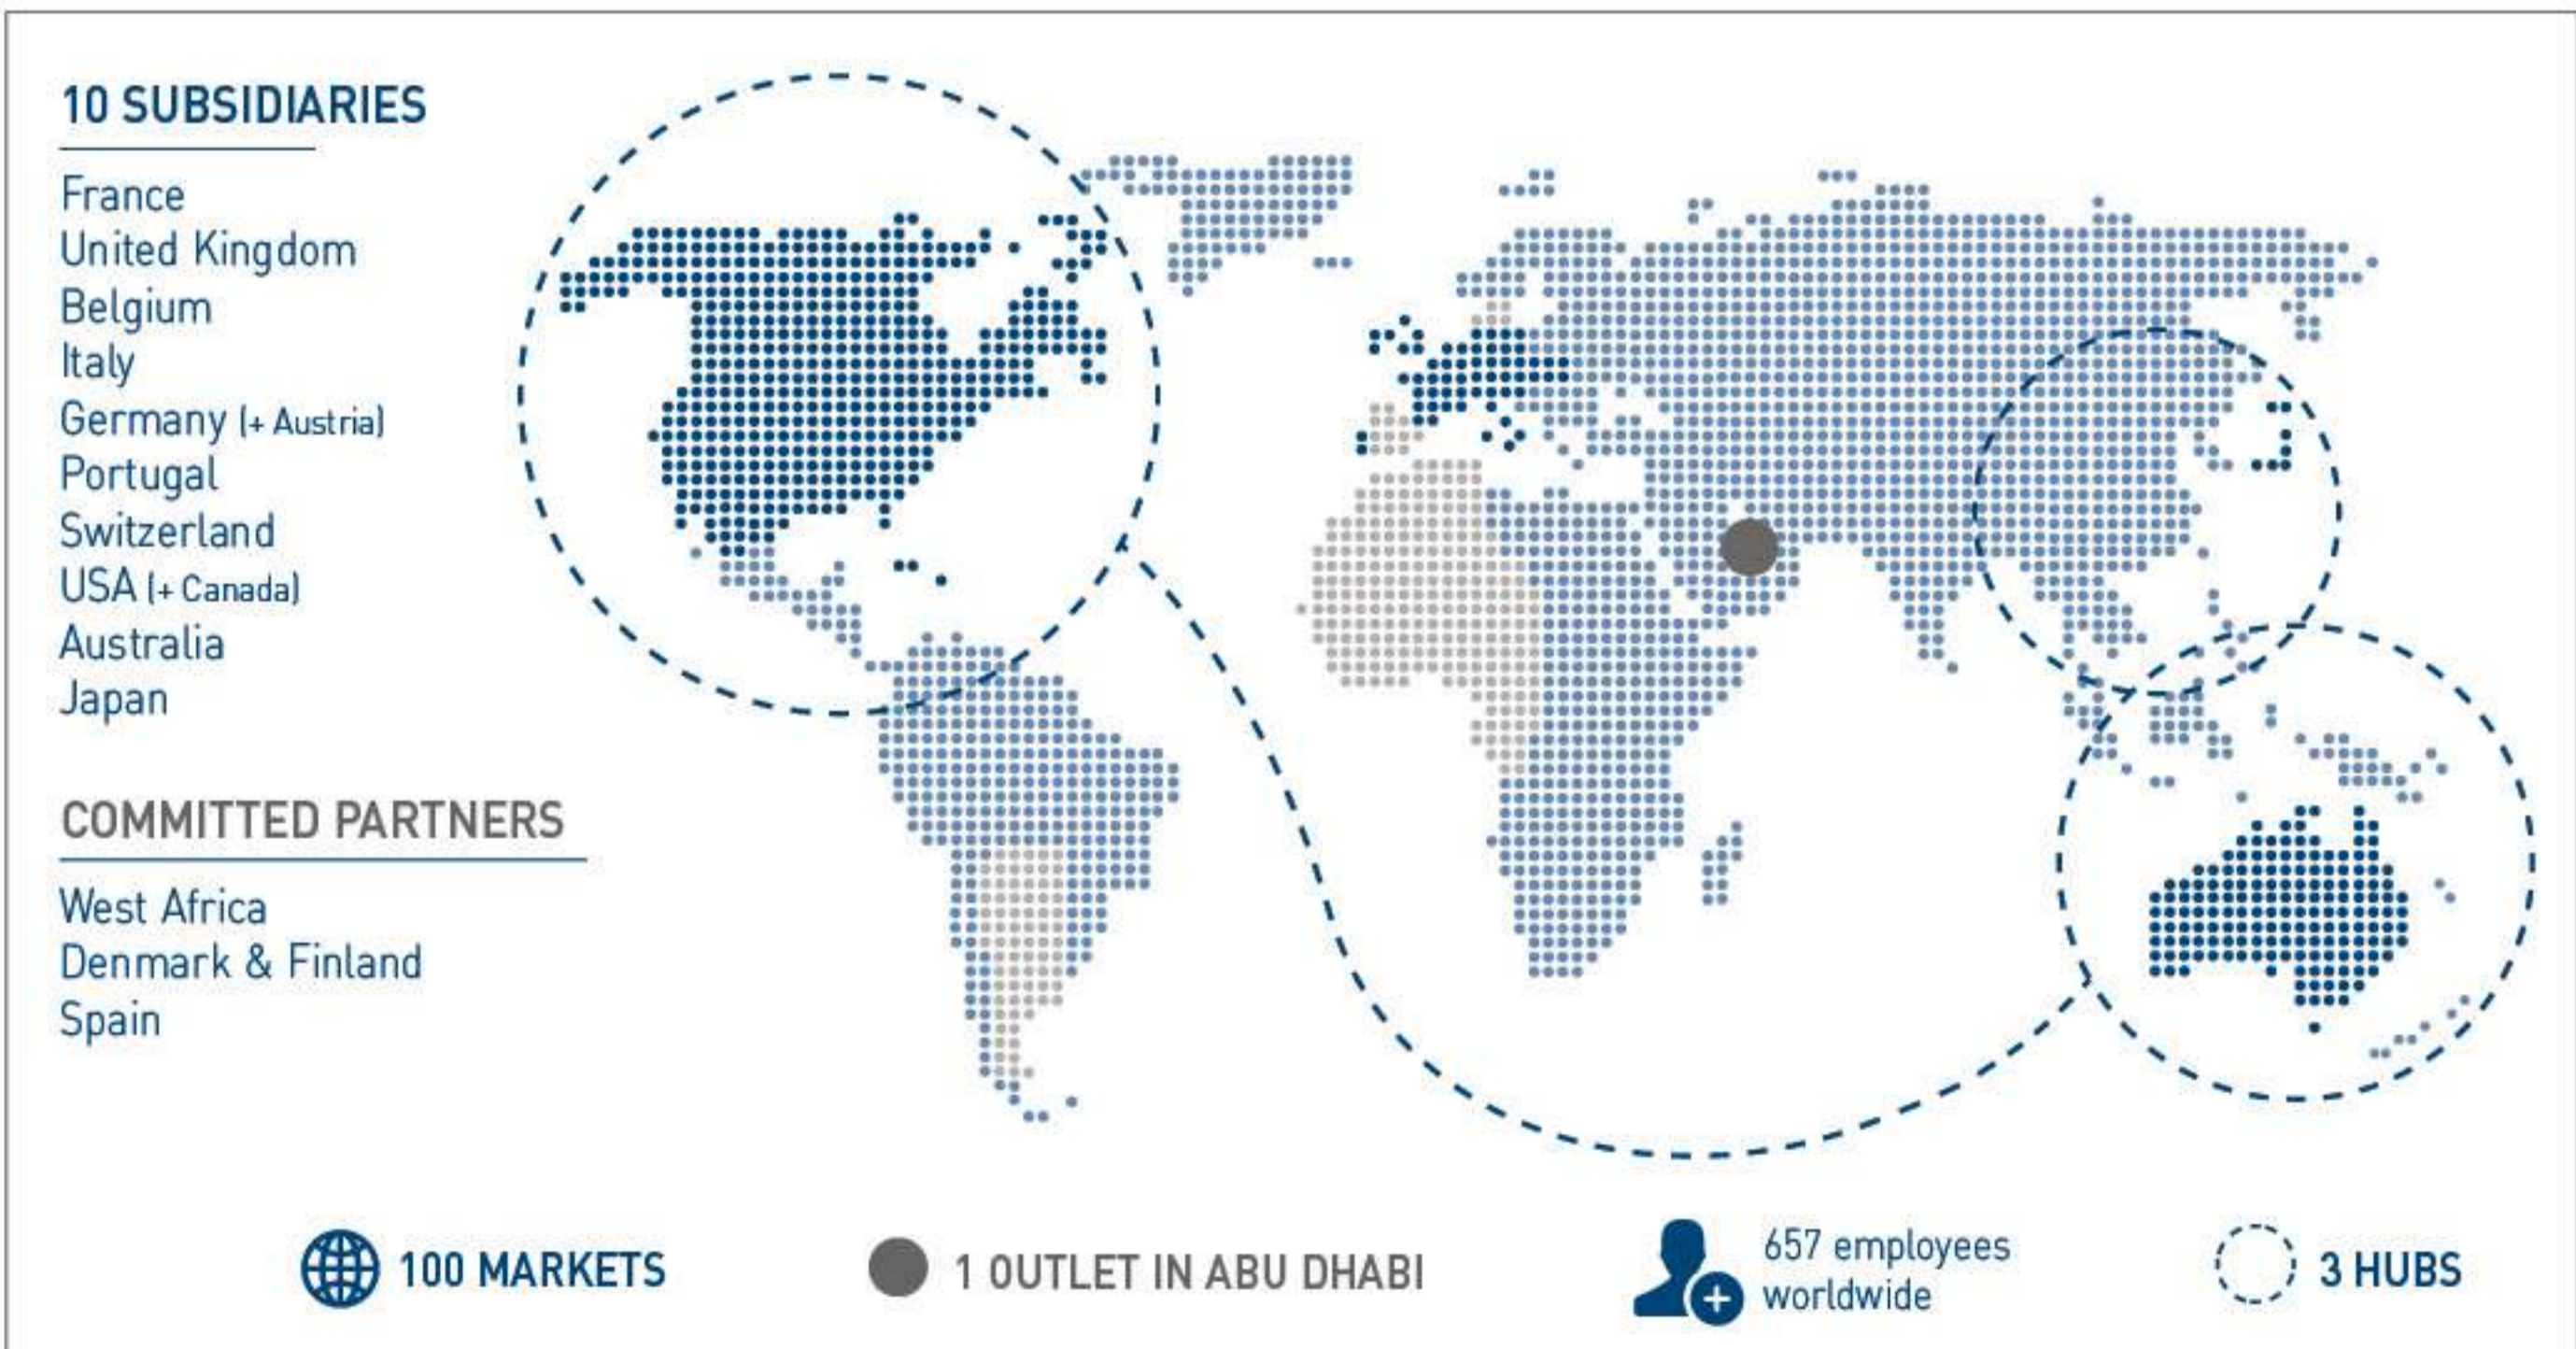 10 SUBSIDIARIES
France
United Kingdom
Belgium
Italy
Germany (+ Austria)
Portugal
Switzerland
USA (+ Canada)
Australia
Japan
COMMITTED PARTNERS
West Africa
Denmark & Finland
Spain
100 MARKETS
1 OUTLET IN ABU DHABI
657 employees
worldwide
3 HUBS